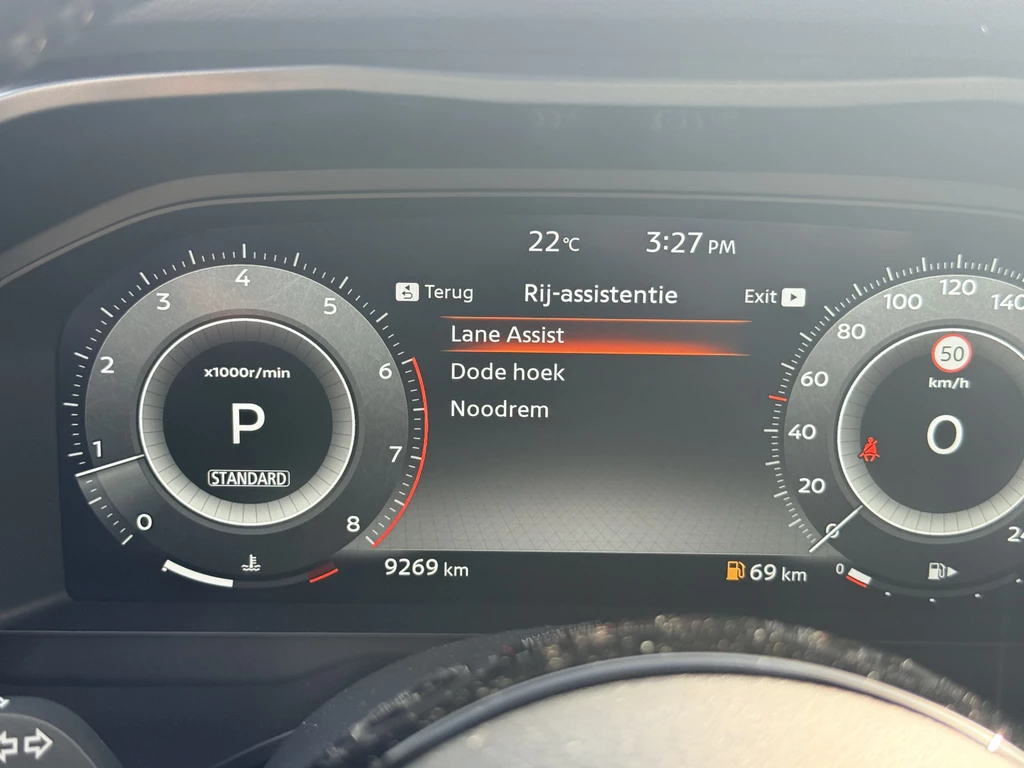 22°C 3:27 PM
Terug Rij-assistentie Exit
Lane Assist
Dode hoek
Noodrem
0 1 2 3 4 5 6 7 8
x1000r/min
P
STANDARD
0 20 40 60 80 100 120 140
50
km/h
0
9269 km
69 km
0